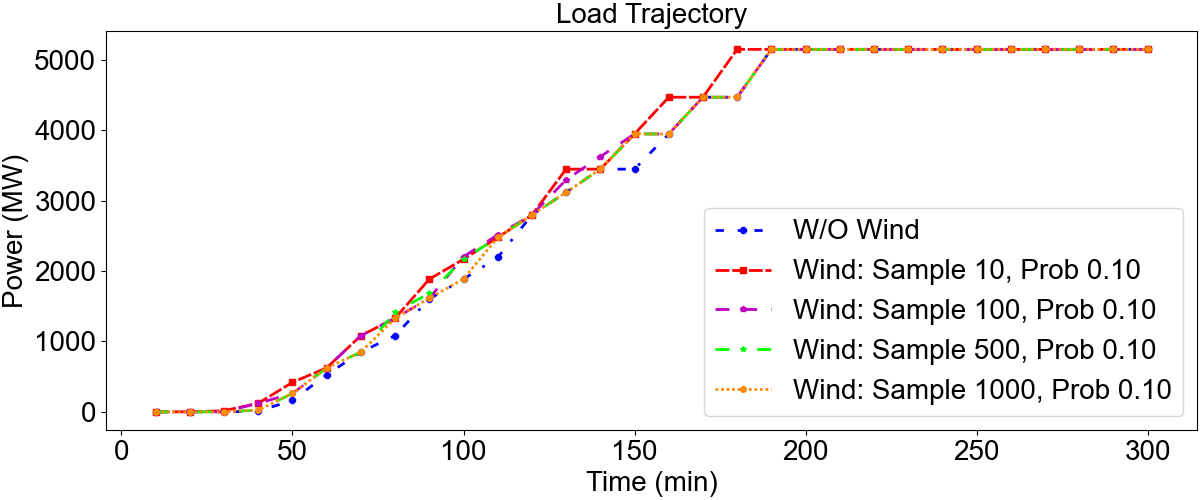 Load Trajectory
Power (MW)
5000
4000
3000
2000
1000
0
W/O Wind
Wind: Sample 10, Prob 0.10
Wind: Sample 100, Prob 0.10
Wind: Sample 500, Prob 0.10
Wind: Sample 1000, Prob 0.10
0 50 100 150 200 250 300
Time (min)